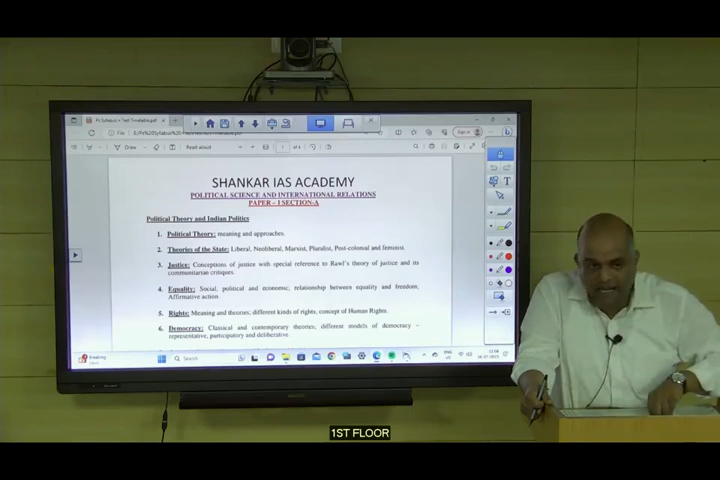 Draw
Read aloud
of 4
Sign in
SHANKAR IAS ACADEMY
POLITICAL SCIENCE AND INTERNATIONAL RELATIONS
PAPER – I SECTION-A
Political Theory and Indian Politics
1. Political Theory: meaning and approaches.
2. Theories of the State: Liberal, Neoliberal, Marxist, Pluralist, Post-colonial and feminist.
3. Justice: Conceptions of justice with special reference to Rawl's theory of justice and its
communitarian critiques.
4. Equality: Social, political and economic; relationship between equality and freedom,
Affirmative action.
5. Rights: Meaning and theories; different kinds of rights, concept of Human Rights.
6. Democracy: Classical and contemporary theories; different models of democracy –
representative, participatory and deliberative.
Search
ENG
1ST FLOOR